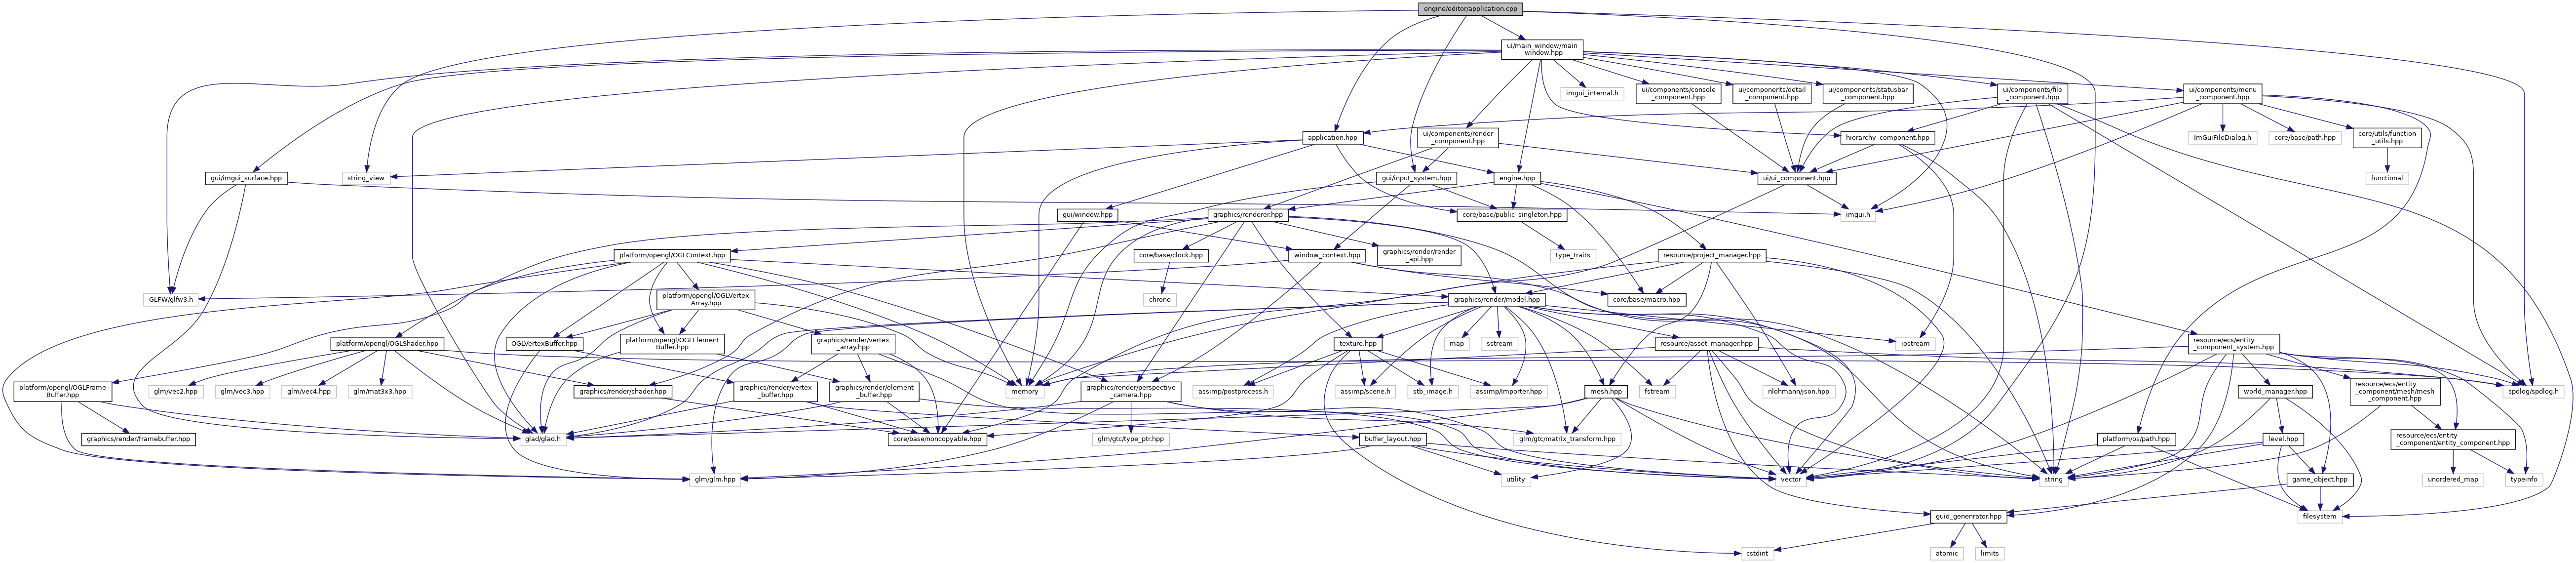 engine/editor/application.cpp
ui/main_window/main
_window.hpp
imgui_internal.h
ui/components/console
_component.hpp
ui/components/detail
_component.hpp
ui/components/statusbar
_component.hpp
ui/components/file
_component.hpp
ui/components/menu
_component.hpp
application.hpp
ui/components/render
_component.hpp
hierarchy_component.hpp
ImGuiFileDialog.h
core/base/path.hpp
core/utils/function
_utils.hpp
gui/imgui_surface.hpp
string_view
gui/input_system.hpp
engine.hpp
ui/ui_component.hpp
functional
gui/window.hpp
graphics/renderer.hpp
core/base/public_singleton.hpp
imgui.h
platform/opengl/OGLContext.hpp
core/base/clock.hpp
window_context.hpp
graphics/render/render
_api.hpp
type_traits
resource/project_manager.hpp
GLFW/glfw3.h
platform/opengl/OGLVertex
Array.hpp
chrono
graphics/render/model.hpp
core/base/macro.hpp
platform/opengl/OGLShader.hpp
OGLVertexBuffer.hpp
platform/opengl/OGLElement
Buffer.hpp
graphics/render/vertex
_array.hpp
texture.hpp
map
sstream
resource/asset_manager.hpp
iostream
resource/ecs/entity
_component_system.hpp
platform/opengl/OGLFrame
Buffer.hpp
glm/vec2.hpp
glm/vec3.hpp
glm/vec4.hpp
glm/mat3x3.hpp
graphics/render/shader.hpp
graphics/render/vertex
_buffer.hpp
graphics/render/element
_buffer.hpp
memory
graphics/render/perspective
_camera.hpp
assimp/postprocess.h
assimp/scene.h
stb_image.h
assimp/Importer.hpp
mesh.hpp
fstream
nlohmann/json.hpp
spdlog/spdlog.h
world_manager.hpp
resource/ecs/entity
_component/mesh/mesh
_component.hpp
graphics/render/framebuffer.hpp
glad/glad.h
core/base/noncopyable.hpp
glm/gtc/type_ptr.hpp
buffer_layout.hpp
glm/gtc/matrix_transform.hpp
platform/os/path.hpp
level.hpp
resource/ecs/entity
_component/entity_component.hpp
glm/glm.hpp
utility
vector
string
game_object.hpp
unordered_map
typeinfo
guid_genenrator.hpp
filesystem
cstdint
atomic
limits